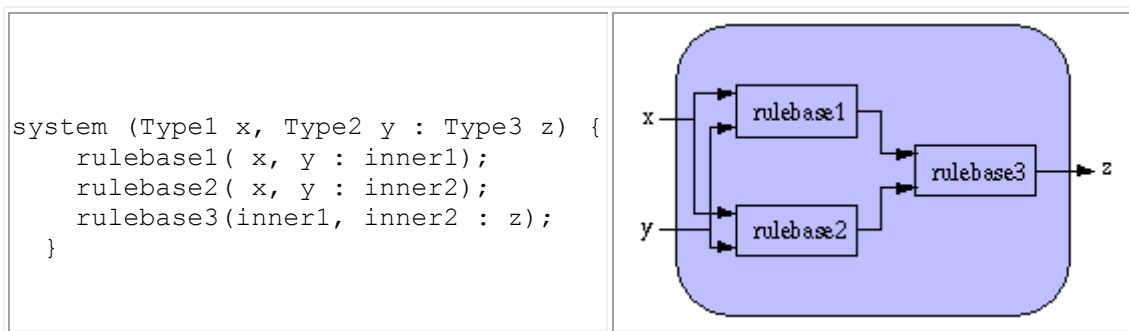 system (Type1 x, Type2 y : Type3 z) {
rulebase1( x, y : inner1);
rulebase2( x, y : inner2);
rulebase3(inner1, inner2 : z);
}
x
rulebase1
rulebase3
z
y
rulebase2